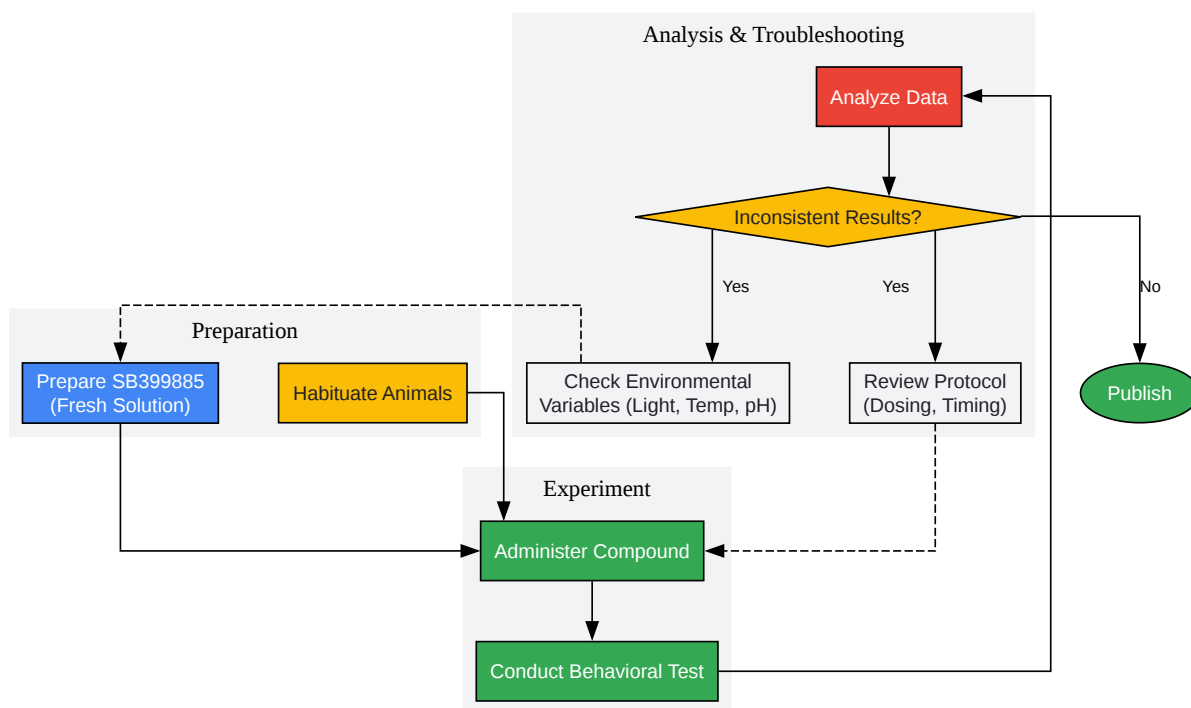 Analysis & Troubleshooting
Analyze Data
Inconsistent Results?
Yes
Yes
No
Preparation
Prepare SB399885
(Fresh Solution)
Habituate Animals
Check Environmental
Variables (Light, Temp, pH)
Review Protocol
(Dosing, Timing)
Publish
Experiment
Administer Compound
Conduct Behavioral Test